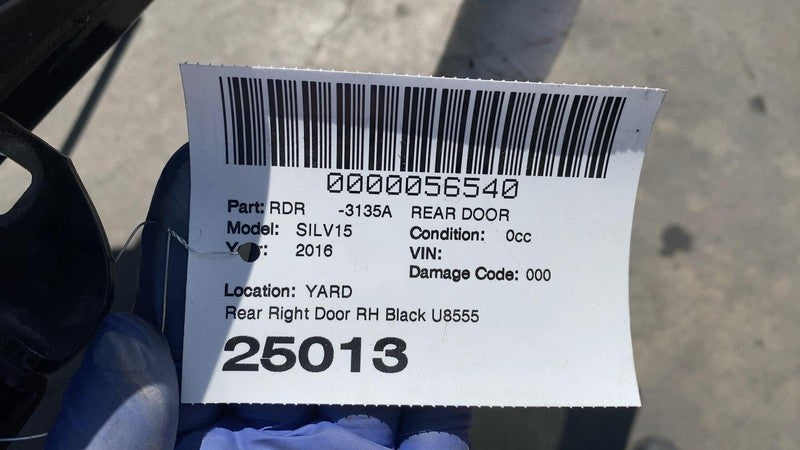 0000056540
Part: RDR -3135A REAR DOOR
Model: SILV15 Condition: 0cc
Year: 2016 VIN:
Damage Code: 000
Location: YARD
Rear Right Door RH Black U8555
25013